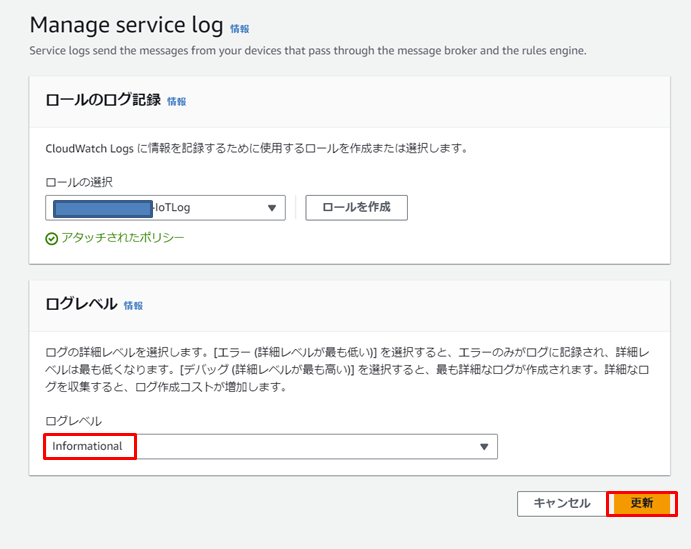 Manage service log 情報
Service logs send the messages from your devices that pass through the message broker and the rules engine.
ロールのログ記録 情報
CloudWatch Logs に情報を記録するために使用するロールを作成または選択します。
ロールの選択
-IoTLog
ロールを作成
アタッチされたポリシー
ログレベル 情報
ログの詳細レベルを選択します。[エラー (詳細レベルが最も低い)] を選択すると、エラーのみがログに記録され、詳細レ
ベルは最も低くなります。[デバッグ (詳細レベルが最も高い)] を選択すると、最も詳細なログが作成されます。詳細なロ
グを収集すると、ログ作成コストが増加します。
ログレベル
Informational
キャンセル
更新